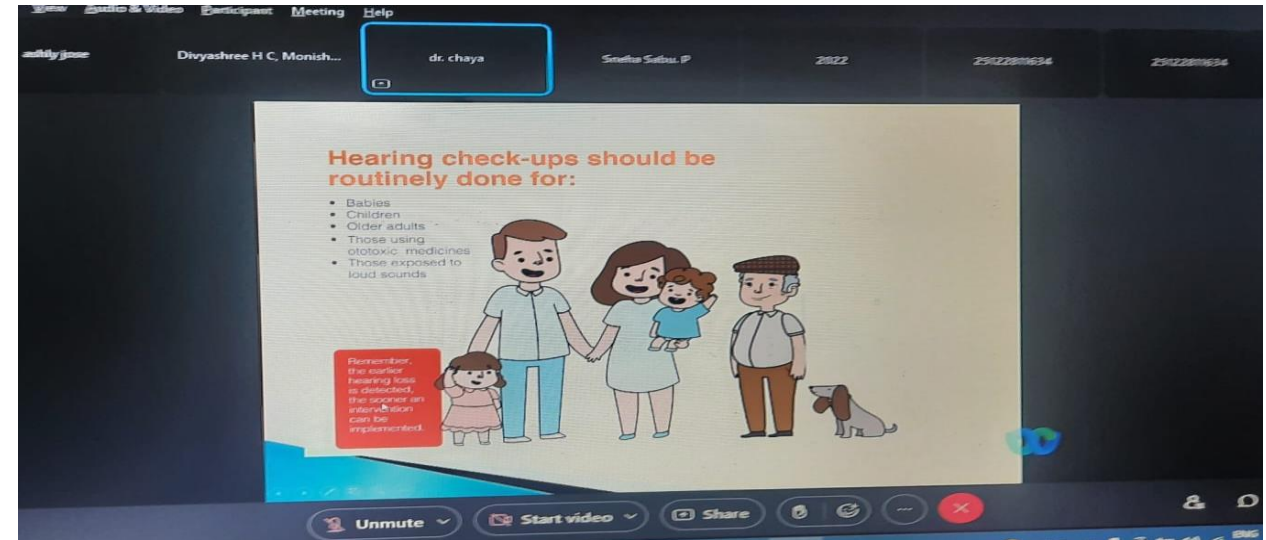 View Audio & Video Participant Meeting Help
Divyashree H C, Monish...
dr. chaya
2022
Hearing check-ups should be
routinely done for:
• Babies
• Children
• Older adults
• Those using
ototoxic medicines
• Those exposed to
loud sounds
Remember,
the earlier
hearing loss
is detected,
the sooner an
intervention
can be
implemented.
Unmute
Start video
Share
ENG